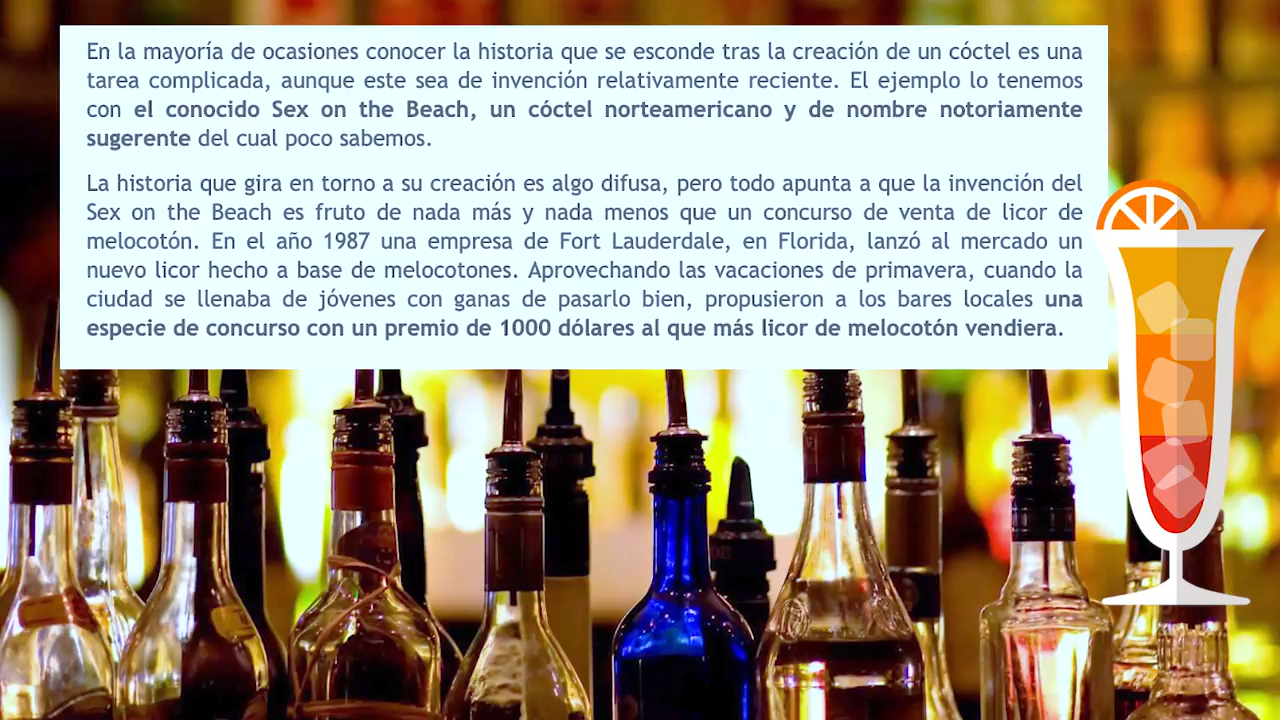 En la mayoría de ocasiones conocer la historia que se esconde tras la creación de un cóctel es una
tarea complicada, aunque este sea de invención relativamente reciente. El ejemplo lo tenemos
con el conocido Sex on the Beach, un cóctel norteamericano y de nombre notoriamente
sugerente del cual poco sabemos.
La historia que gira en torno a su creación es algo difusa, pero todo apunta a que la invención del
Sex on the Beach es fruto de nada más y nada menos que un concurso de venta de licor de
melocotón. En el año 1987 una empresa de Fort Lauderdale, en Florida, lanzó al mercado un
nuevo licor hecho a base de melocotones. Aprovechando las vacaciones de primavera, cuando la
ciudad se llenaba de jóvenes con ganas de pasarlo bien, propusieron a los bares locales una
especie de concurso con un premio de 1000 dólares al que más licor de melocotón vendiera.